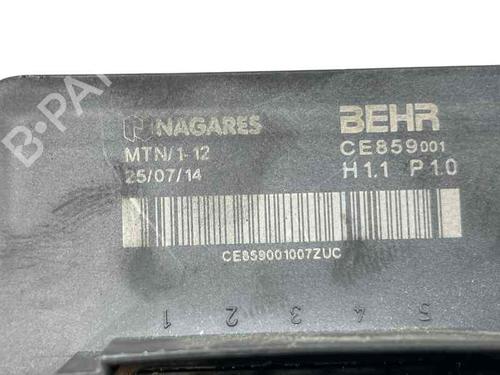 NAGARES BEHR
MTN/1-12 CE859001
25/07/14 H1.1 P1.0
CE859001007ZUC
1 2 3 4 5
B-PA